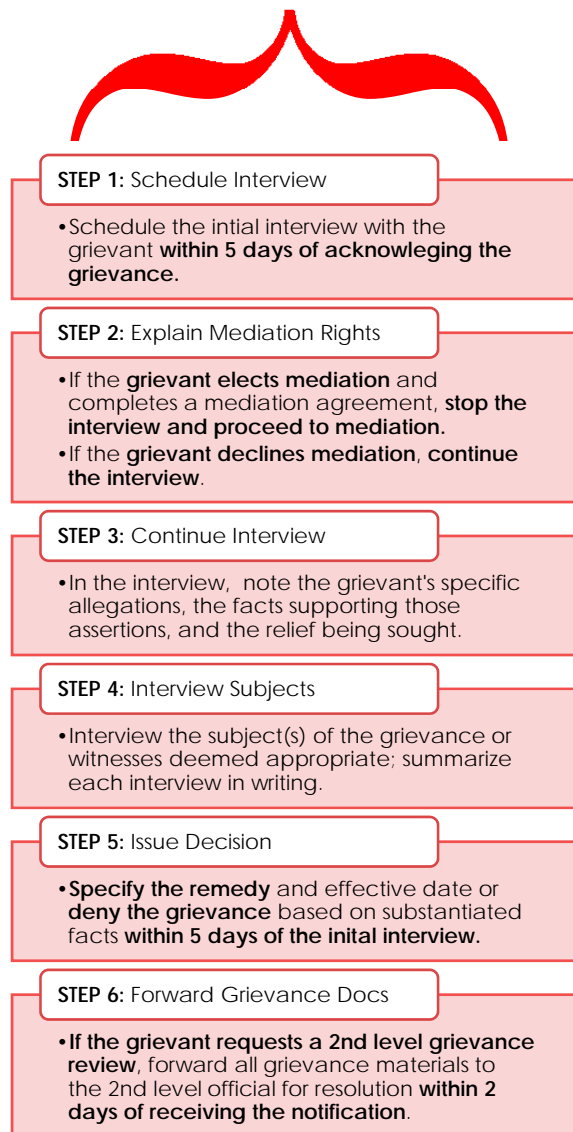 STEP 1: Schedule Interview
•Schedule the intial interview with the
grievant within 5 days of acknowleging the
grievance.
STEP 2: Explain Mediation Rights
•If the grievant elects mediation and
completes a mediation agreement, stop the
interview and proceed to mediation.
•If the grievant declines mediation, continue
the interview.
STEP 3: Continue Interview
•In the interview, note the grievant's specific
allegations, the facts supporting those
assertions, and the relief being sought.
STEP 4: Interview Subjects
•Interview the subject(s) of the grievance or
witnesses deemed appropriate; summarize
each interview in writing.
STEP 5: Issue Decision
•Specify the remedy and effective date or
deny the grievance based on substantiated
facts within 5 days of the inital interview.
STEP 6: Forward Grievance Docs
•If the grievant requests a 2nd level grievance
review, forward all grievance materials to
the 2nd level official for resolution within 2
days of receiving the notification.